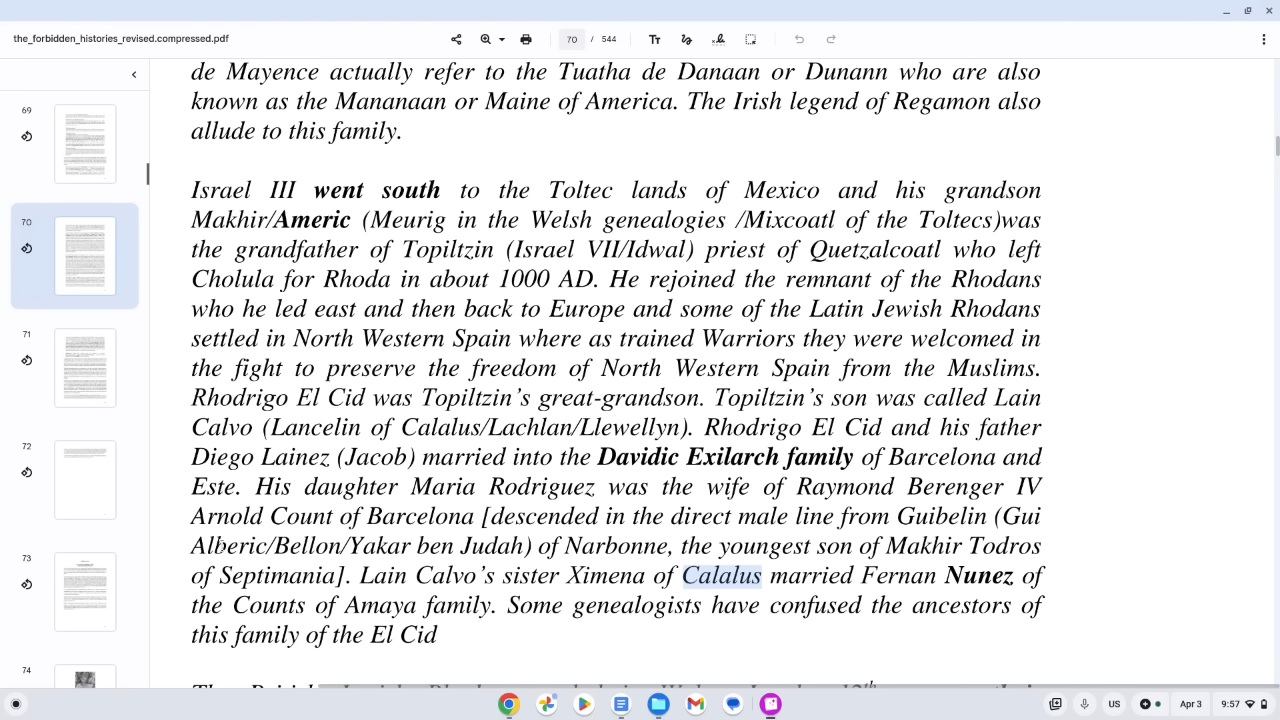 the_forbidden_histories_revised.compressed.pdf
70 / 544
69
70
71
72
73
74
de Mayence actually refer to the Tuatha de Danaan or Dunann who are also
known as the Mananaan or Maine of America. The Irish legend of Regamon also
allude to this family.
Israel III went south to the Toltec lands of Mexico and his grandson
Makhir/Americ (Meurig in the Welsh genealogies /Mixcoatl of the Toltecs)was
the grandfather of Topiltzin (Israel VII/Idwal) priest of Quetzalcoatl who left
Cholula for Rhoda in about 1000 AD. He rejoined the remnant of the Rhodans
who he led east and then back to Europe and some of the Latin Jewish Rhodans
settled in North Western Spain where as trained Warriors they were welcomed in
the fight to preserve the freedom of North Western Spain from the Muslims.
Rhodrigo El Cid was Topiltzin's great-grandson. Topiltzin's son was called Lain
Calvo (Lancelin of Calalus/Lachlan/Llewellyn). Rhodrigo El Cid and his father
Diego Lainez (Jacob) married into the Davidic Exilarch family of Barcelona and
Este. His daughter Maria Rodriguez was the wife of Raymond Berenger IV
Arnold Count of Barcelona [descended in the direct male line from Guibelin (Gui
Alberic/Bellon/Yakar ben Judah) of Narbonne, the youngest son of Makhir Todros
of Septimania]. Lain Calvo's sister Ximena of Calalus married Fernan Nunez of
the Counts of Amaya family. Some genealogists have confused the ancestors of
this family of the El Cid
US
Apr 3
9:57